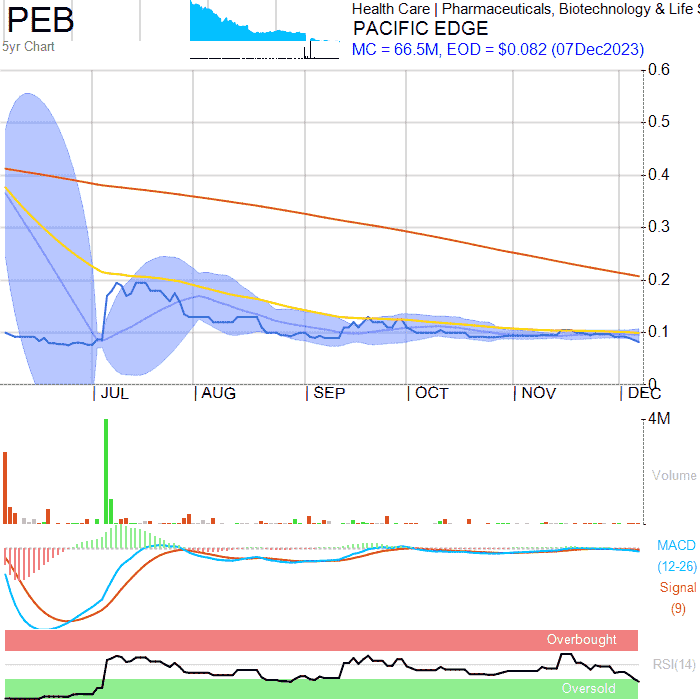 PEB
5yr Chart
Health Care | Pharmaceuticals, Biotechnology & Life
PACIFIC EDGE
MC = 66.5M, EOD = $0.082 (07Dec2023)
0.6
0.5
0.4
0.3
0.2
0.1
0
JUL AUG SEP OCT NOV DEC
4M
Volume
MACD
(12-26)
Signal
(9)
Overbought
RSI(14)
Oversold